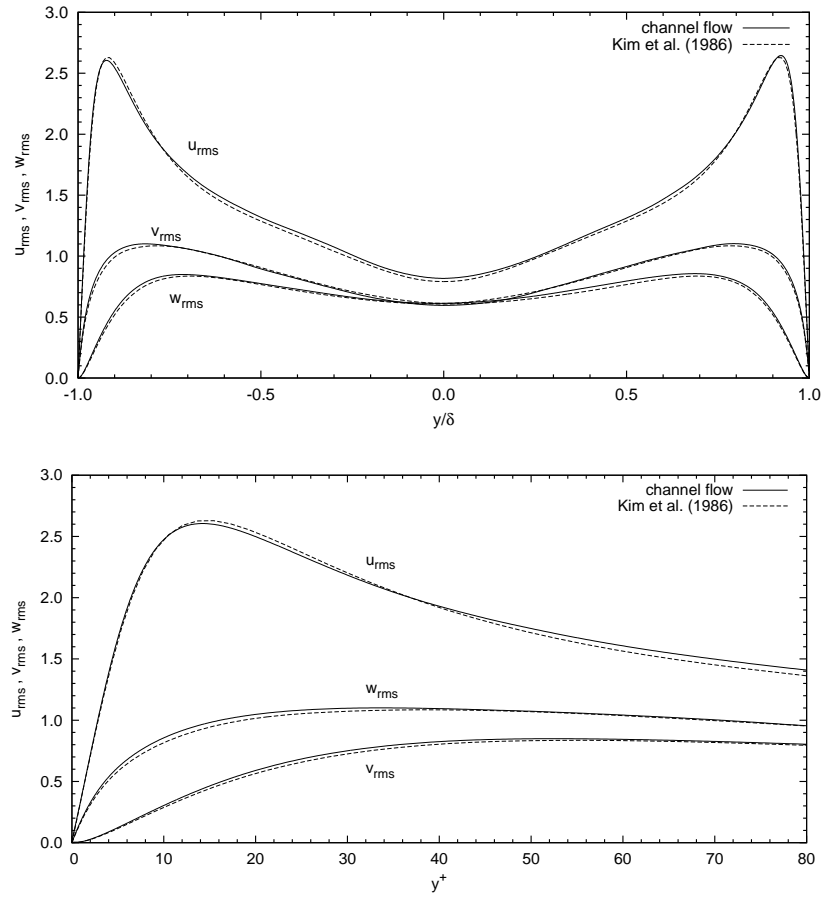 3.0
channel flow
Kim et al. (1986)
2.5
2.0
u_rms
1.5
v_rms
1.0
w_rms
0.5
0.0
u_rms , v_rms , w_rms
-1.0 -0.5 0.0 0.5 1.0
y/δ
3.0
channel flow
Kim et al. (1986)
2.5
u_rms
2.0
1.5
w_rms
1.0
v_rms
0.5
0.0
u_rms , v_rms , w_rms
0 10 20 30 40 50 60 70 80
y+